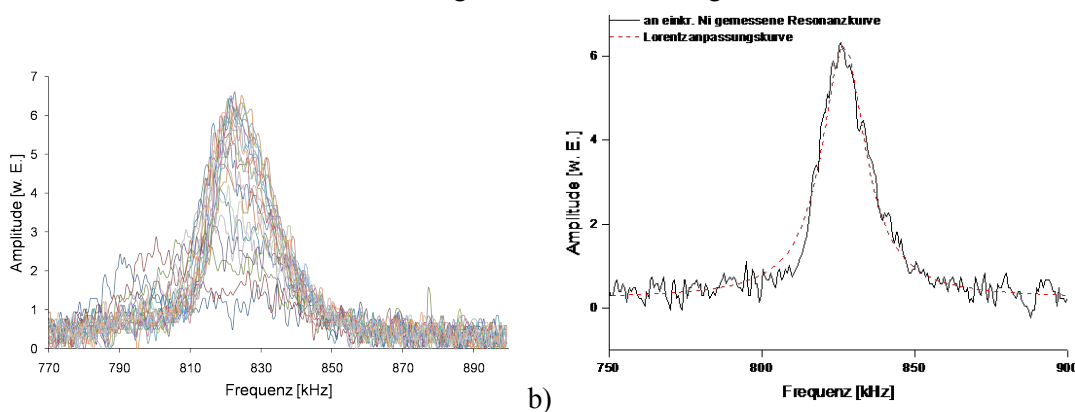 7
6
5
4
3
2
1
0
Amplitude [w. E.]
770 790 810 830 850 870 890
Frequenz [kHz]
b)
an einkr. Ni gemessene Resonanzkurve
Lorentzanpassungskurve
6
4
2
0
Amplitude [w. E.]
750 800 850 900
Frequenz [kHz]